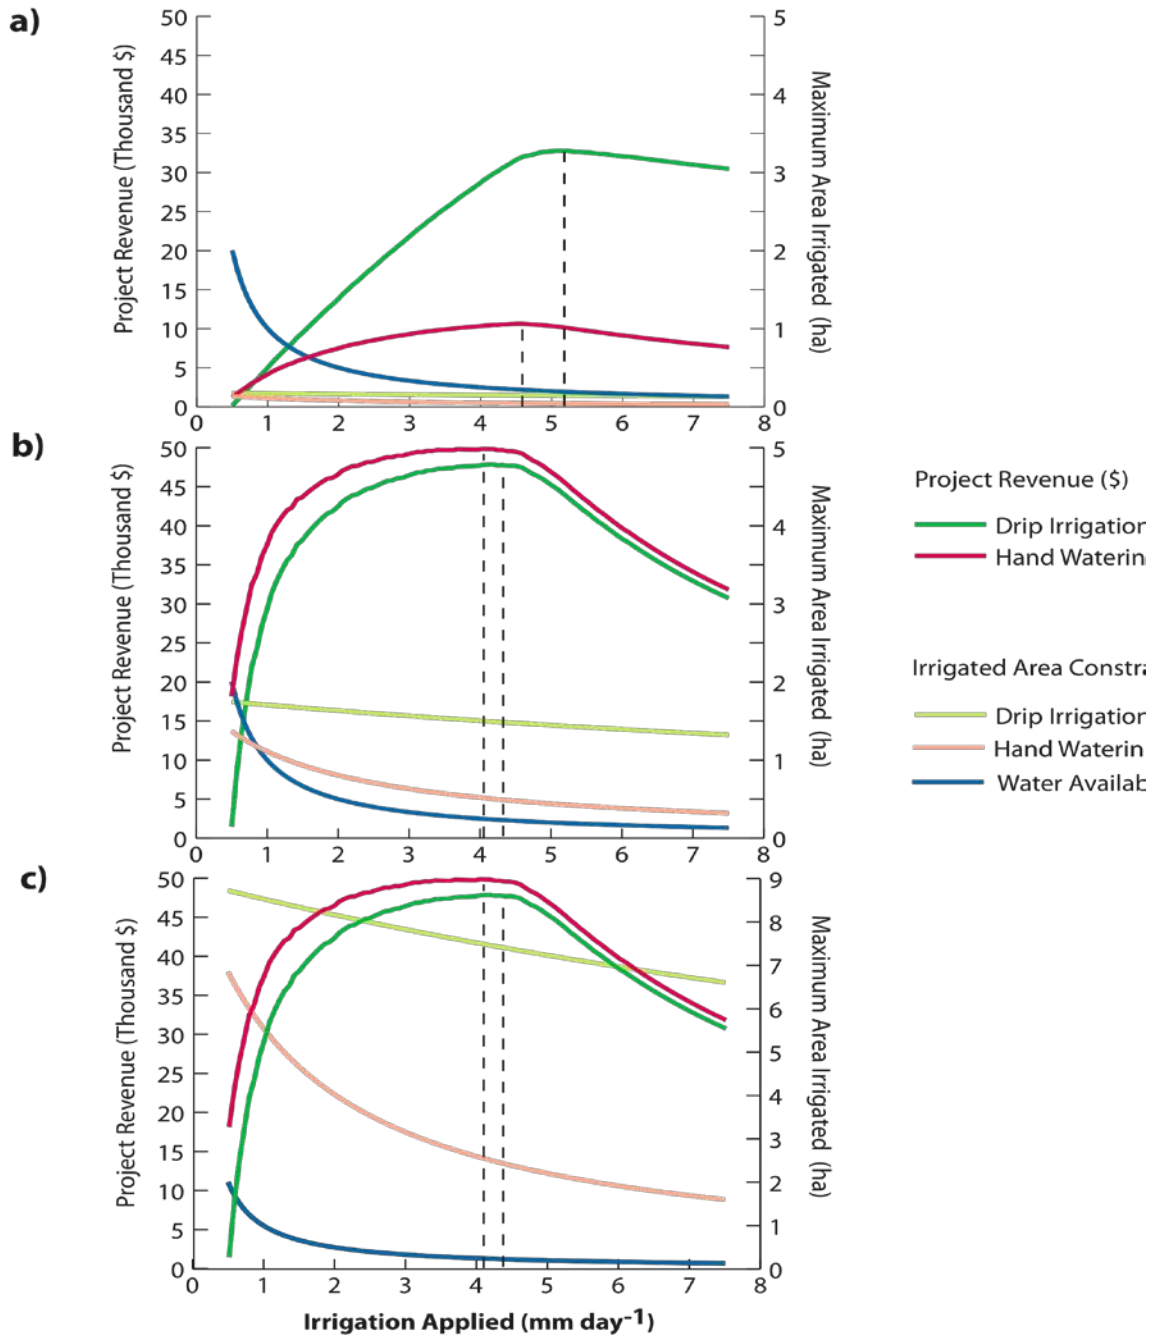 a)
Project Revenue (Thousand $)
50
45
40
35
30
25
20
15
10
5
0
0 1 2 3 4 5 6 7 8
5
4
3
2
1
0
Maximum Area Irrigated (ha)
b)
Project Revenue (Thousand $)
50
45
40
35
30
25
20
15
10
5
0
0 1 2 3 4 5 6 7 8
5
4
3
2
1
0
Maximum Area Irrigated (ha)
Project Revenue ($)
Drip Irrigation
Hand Waterin
Irrigated Area Constra
Drip Irrigation
Hand Waterin
Water Availab
c)
Project Revenue (Thousand $)
50
45
40
35
30
25
20
15
10
5
0
0 1 2 3 4 5 6 7 8
9
8
7
6
5
4
3
2
1
0
Maximum Area Irrigated (ha)
Irrigation Applied (mm day⁻¹)